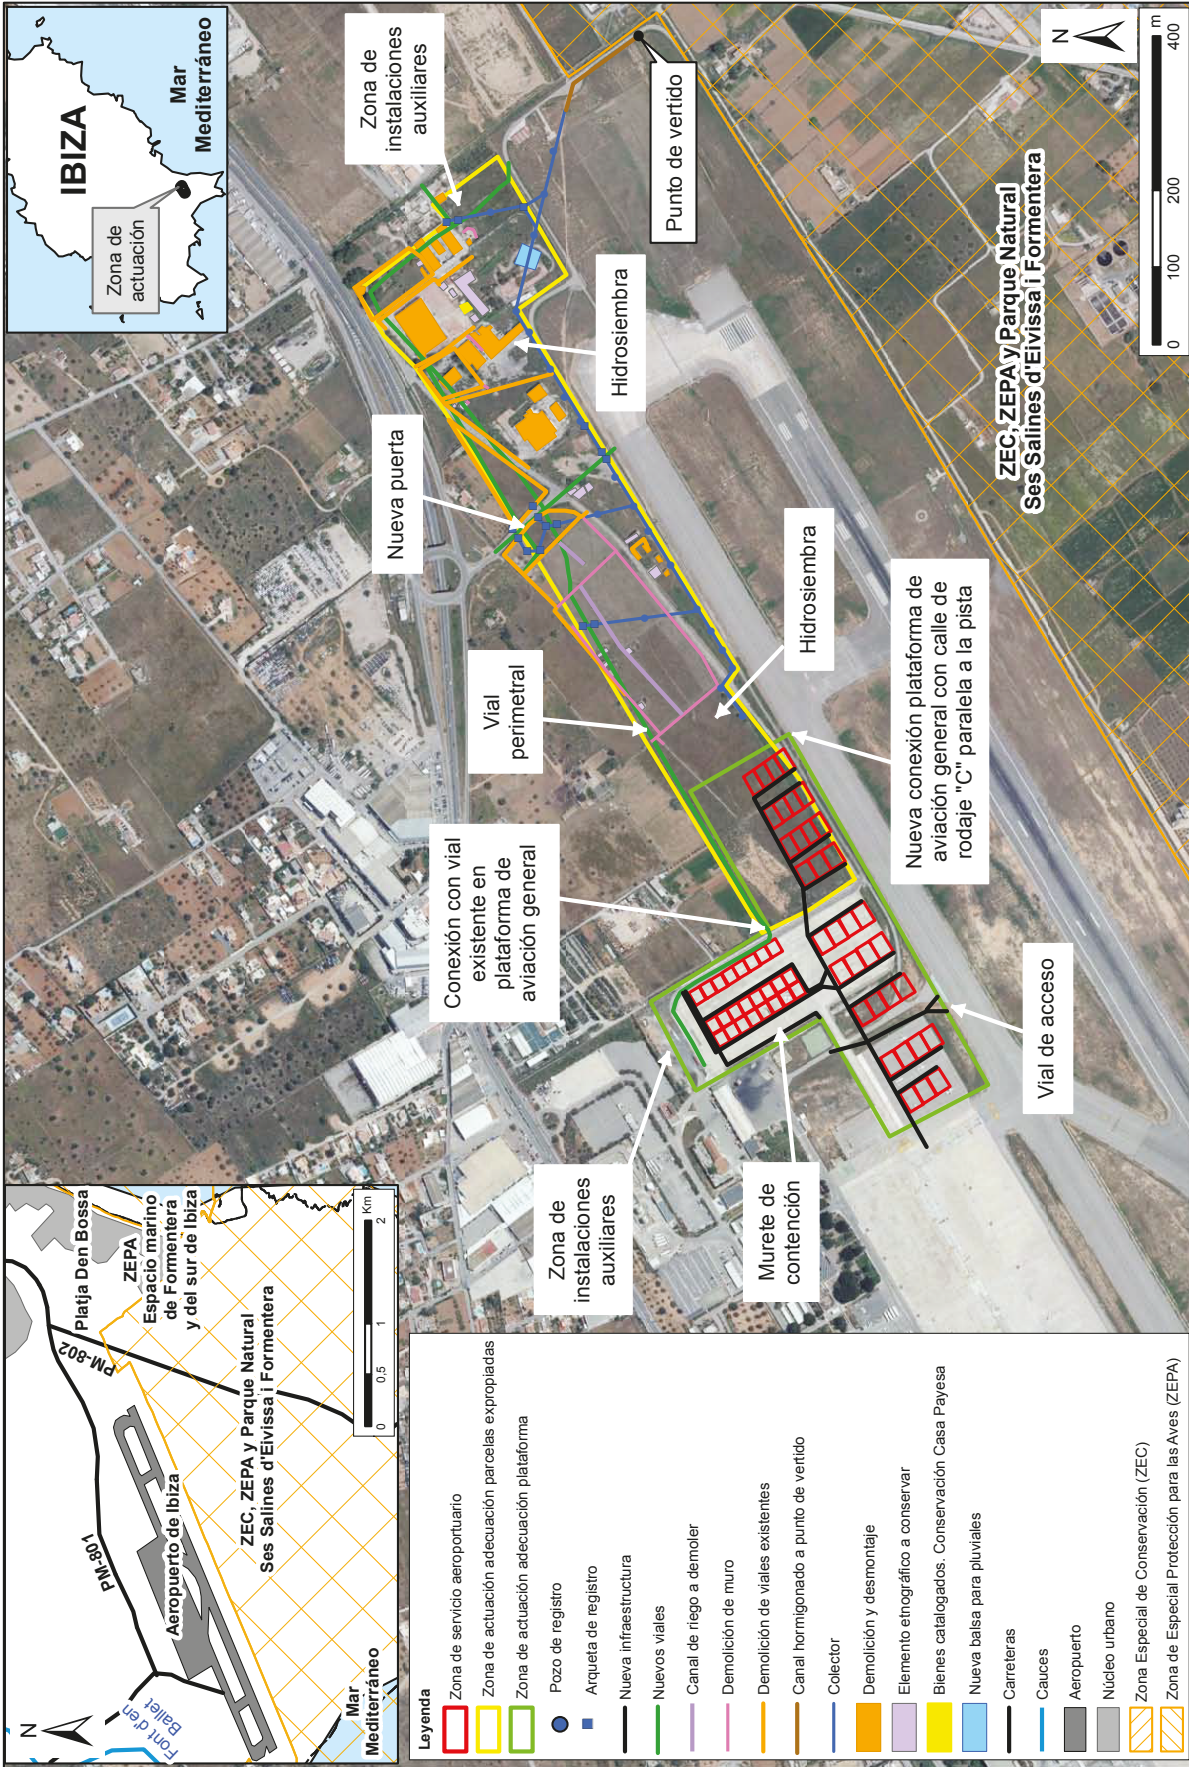 IBIZA
Mar
Mediterráneo
Zona de
actuación
Zona de
instalaciones
auxiliares
Punto de vertido
N
0
100
200
400
m
ZEC, ZEPA y Parque Natural
Ses Salines d'Eivissa i Formentera
Hidrosiembra
Nueva puerta
Hidrosiembra
Vial
perimetral
Nueva conexión plataforma de
aviación general con calle de
rodaje "C" paralela a la pista
Conexión con vial
existente en
plataforma de
aviación general
Vial de acceso
Zona de
instalaciones
auxiliares
Murete de
contención
N
Font d'en
Ballet
Mar
Mediterráneo
PM-801
PM-802
Aeropuerto de Ibiza
Platja Den Bossa
ZEPA
Espacio marino
de Formentera
y del sur de Ibiza
ZEC, ZEPA y Parque Natural
Ses Salines d'Eivissa i Formentera
0
0,5
1
2
Km
Leyenda
Zona de servicio aeroportuario
Zona de actuación adecuación parcelas expropiadas
Zona de actuación adecuación plataforma
Pozo de registro
Arqueta de registro
Nueva infraestructura
Nuevos viales
Canal de riego a demoler
Demolición de muro
Demolición de viales existentes
Canal hormigonado a punto de vertido
Colector
Demolición y desmontaje
Elemento etnográfico a conservar
Bienes catalogados. Conservación Casa Payesa
Nueva balsa para pluviales
Carreteras
Cauces
Aeropuerto
Núcleo urbano
Zona Especial de Conservación (ZEC)
Zona de Especial Protección para las Aves (ZEPA)